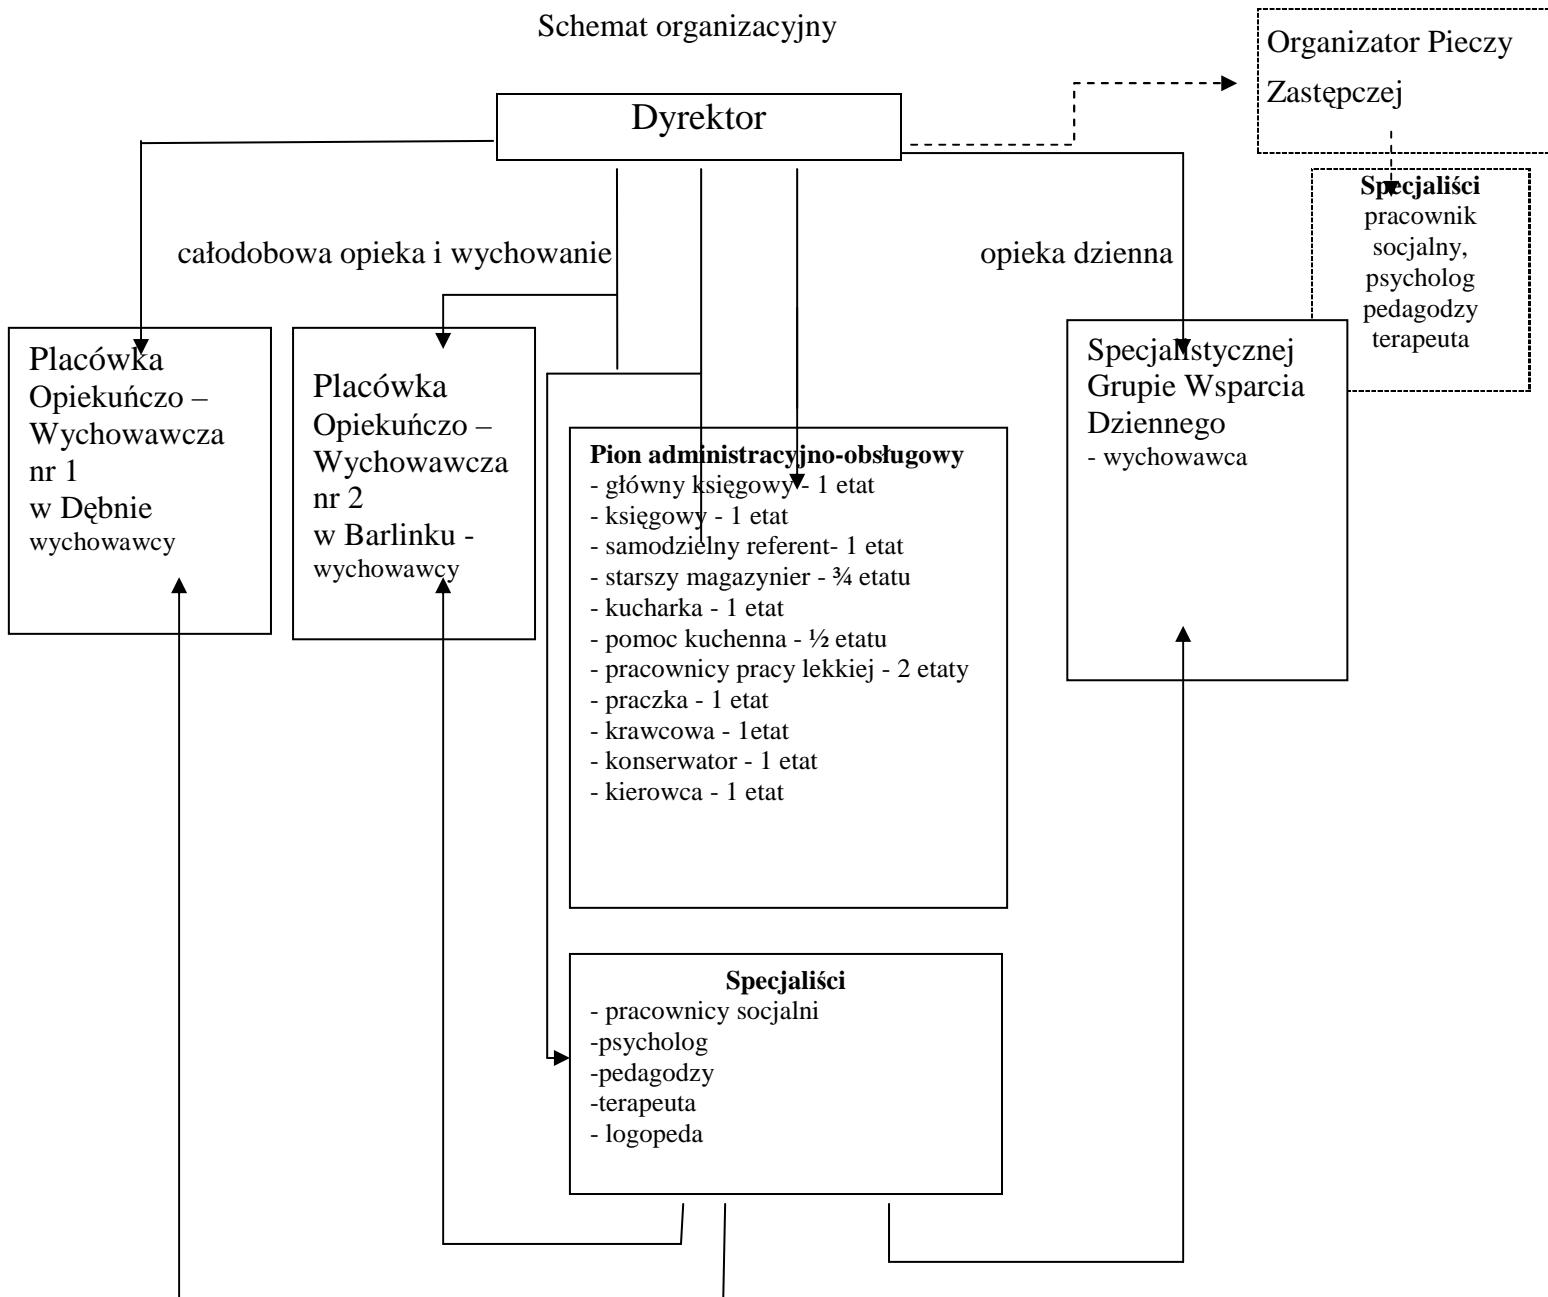 Schemat organizacyjny
Organizator Pieczy
Zastępczej
Dyrektor
Specjaliści
pracownik
socjalny,
psycholog
pedagodzy
terapeuta
całodobowa opieka i wychowanie
opieka dzienna
Placówka
Opiekuńczo –
Wychowawcza
nr 1
w Dębnie
wychowawcy
Placówka
Opiekuńczo –
Wychowawcza
nr 2
w Barlinku -
wychowawcy
Pion administracyjno-obsługowy
- główny księgowy - 1 etat
- księgowy - 1 etat
- samodzielny referent- 1 etat
- starszy magazynier - ¾ etatu
- kucharka - 1 etat
- pomoc kuchenna - ½ etatu
- pracownicy pracy lekkiej - 2 etaty
- praczka - 1 etat
- krawcowa - 1etat
- konserwator - 1 etat
- kierowca - 1 etat
Specjalistycznej
Grupie Wsparcia
Dziennego
- wychowawca
Specjaliści
- pracownicy socjalni
-psycholog
-pedagodzy
-terapeuta
- logopeda